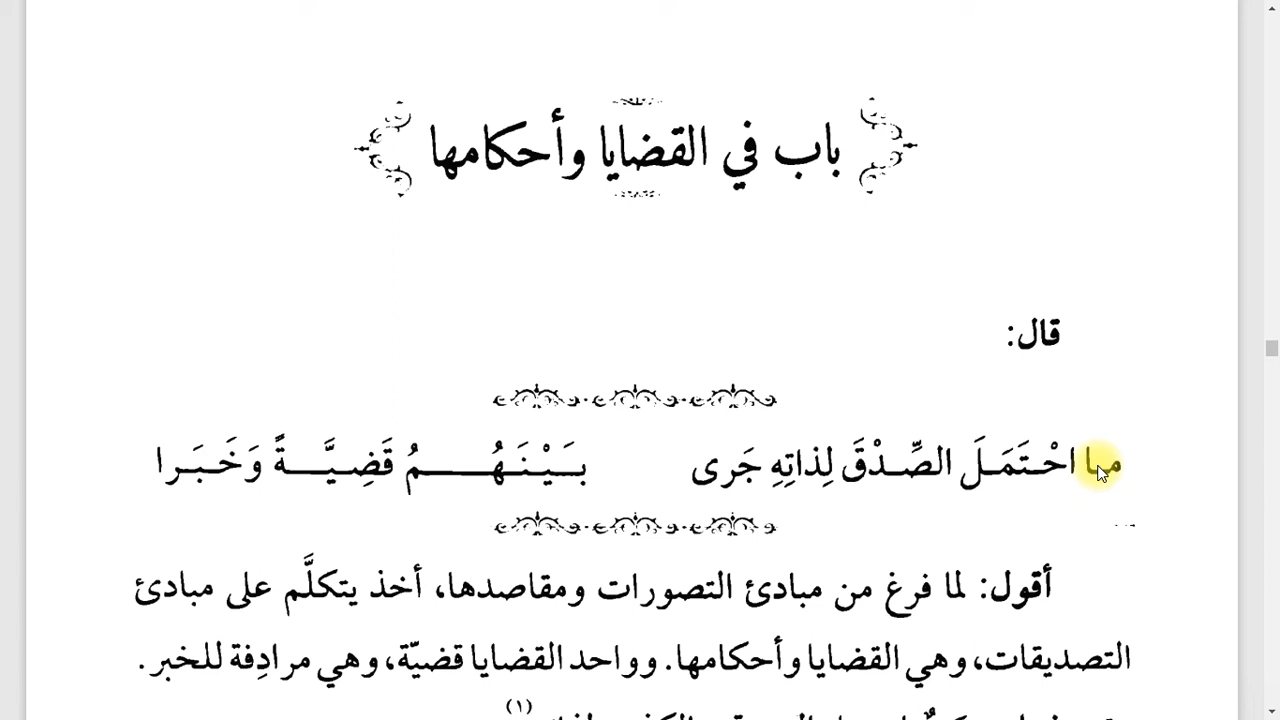 باب في القضايا وأحكامها
قال:
ما احْتَمَلَ الصِّدْقَ لِذاتِهِ جَرى بَيْنَهُمُ قَضِيَّةً وَخَبَرا
أقول: لما فرغ من مبادئ التصورات ومقاصدها، أخذ يتكلَّم على مبادئ
التصديقات، وهي القضايا وأحكامها. وواحد القضايا قضيّة، وهي مرادِفة للخبر.
(١)